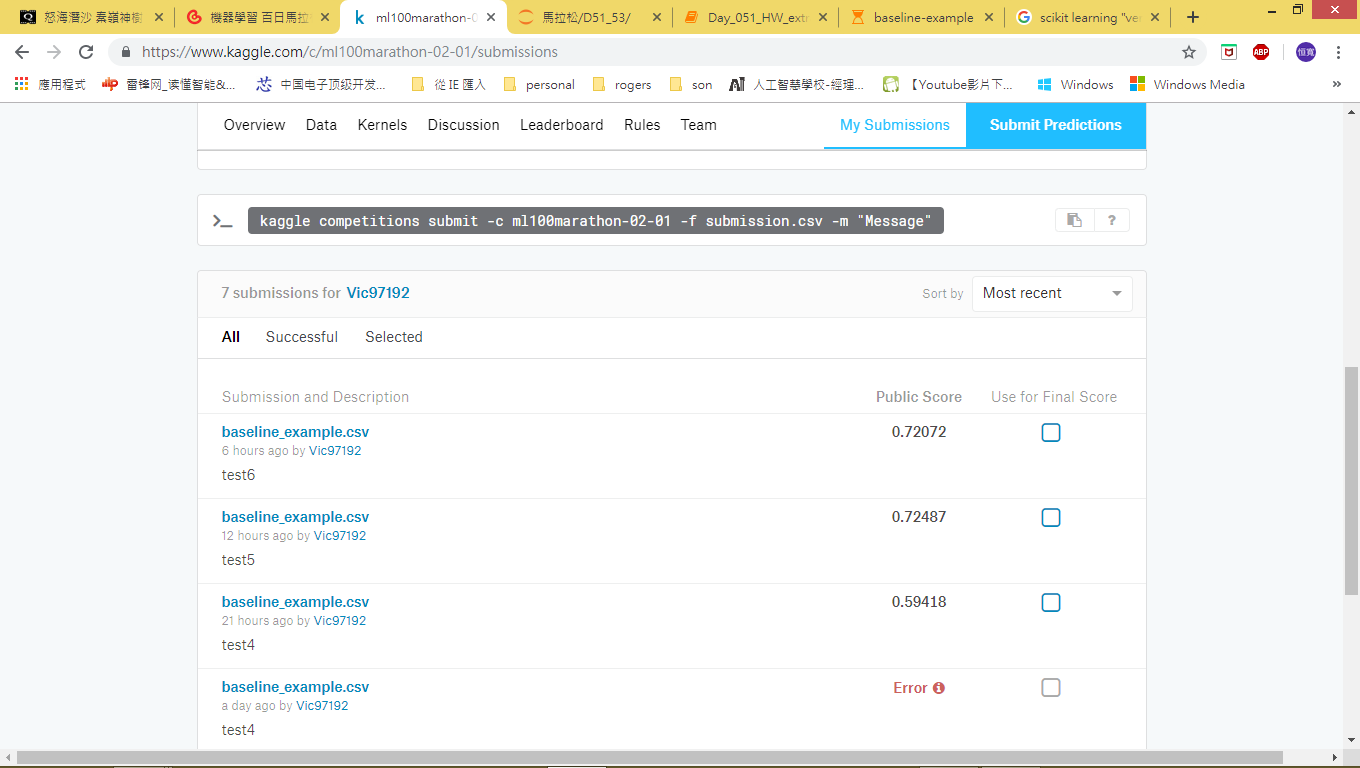 怒海潛沙 秦嶺神樹
機器學習 百日馬拉
ml100marathon-0
馬拉松/D51_53/
Day_051_HW_extr
baseline-example
scikit learning "ver
https://www.kaggle.com/c/ml100marathon-02-01/submissions
ABP
恒寬
應用程式
雷锋网_读懂智能&...
中国电子顶级开发...
從 IE 匯入
personal
rogers
son
人工智慧學校-經理...
【Youtube影片下...
Windows
Windows Media
»
Overview
Data
Kernels
Discussion
Leaderboard
Rules
Team
My Submissions
Submit Predictions
>_
kaggle competitions submit -c ml100marathon-02-01 -f submission.csv -m "Message"
?
7 submissions for Vic97192
Sort by
Most recent
All
Successful
Selected
Submission and Description
Public Score
Use for Final Score
baseline_example.csv
0.72072
6 hours ago by Vic97192
test6
baseline_example.csv
0.72487
12 hours ago by Vic97192
test5
baseline_example.csv
0.59418
21 hours ago by Vic97192
test4
baseline_example.csv
Error
a day ago by Vic97192
test4